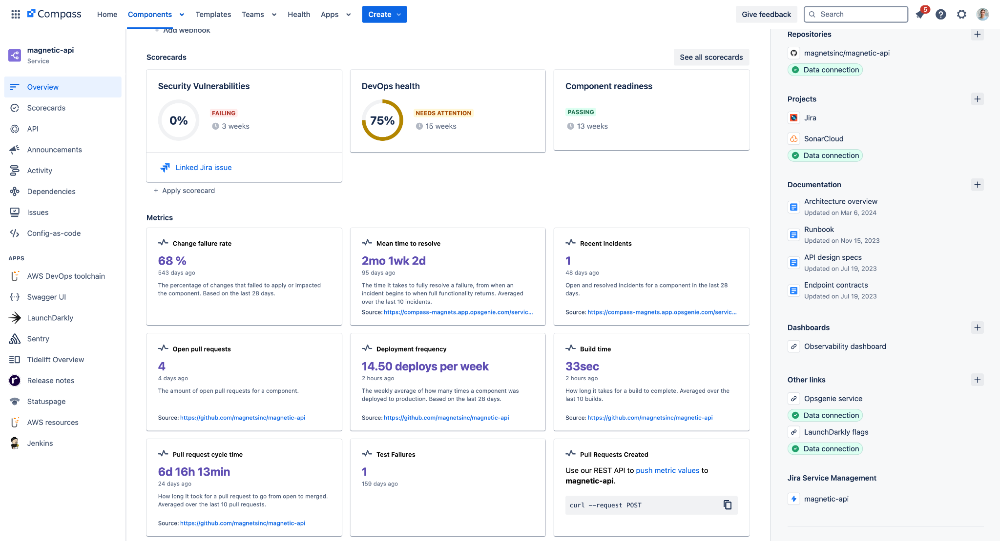 Compass
Home
Components
Templates
Teams
Health
Apps
Create
Give feedback
Search
5
magnetic-api
Service
Overview
Scorecards
API
Announcements
Activity
Dependencies
Issues
Config-as-code
APPS
AWS DevOps toolchain
Swagger UI
LaunchDarkly
Sentry
Tidelift Overview
Release notes
Statuspage
AWS resources
Jenkins
+ Add webhook
Scorecards
See all scorecards
Security Vulnerabilities
0%
FAILING
3 weeks
Linked Jira issue
DevOps health
75%
NEEDS ATTENTION
15 weeks
Component readiness
PASSING
13 weeks
+ Apply scorecard
Metrics
Change failure rate
68 %
543 days ago
The percentage of changes that failed to apply or impacted
the component. Based on the last 28 days.
Mean time to resolve
2mo 1wk 2d
95 days ago
The time it takes to fully resolve a failure, from when an
incident begins to when full functionality returns. Averaged
over the last 10 incidents.
Source: https://compass-magnets.app.opsgenie.com/servic...
Recent incidents
1
48 days ago
Open and resolved incidents for a component in the last 28
days.
Source: https://compass-magnets.app.opsgenie.com/servic...
Open pull requests
4
4 days ago
The amount of open pull requests for a component.
Source: https://github.com/magnetsinc/magnetic-api
Deployment frequency
14.50 deploys per week
2 hours ago
The weekly average of how many times a component was
deployed to production. Based on the last 28 days.
Source: https://github.com/magnetsinc/magnetic-api
Build time
33sec
2 hours ago
How long it takes for a build to complete. Averaged over the
last 10 builds.
Source: https://github.com/magnetsinc/magnetic-api
Pull request cycle time
6d 16h 13min
24 days ago
How long it took for a pull request to go from open to merged.
Averaged over the last 10 pull requests.
Source: https://github.com/magnetsinc/magnetic-api
Test Failures
1
159 days ago
Pull Requests Created
Use our REST API to push metric values to
magnetic-api.
curl --request POST
Repositories
magnetsinc/magnetic-api
Data connection
Projects
Jira
SonarCloud
Data connection
Documentation
Architecture overview
Updated on Mar 6, 2024
Runbook
Updated on Nov 15, 2023
API design specs
Updated on Jul 19, 2023
Endpoint contracts
Updated on Jul 19, 2023
Dashboards
Observability dashboard
Other links
Opsgenie service
Data connection
LaunchDarkly flags
Data connection
Jira Service Management
magnetic-api